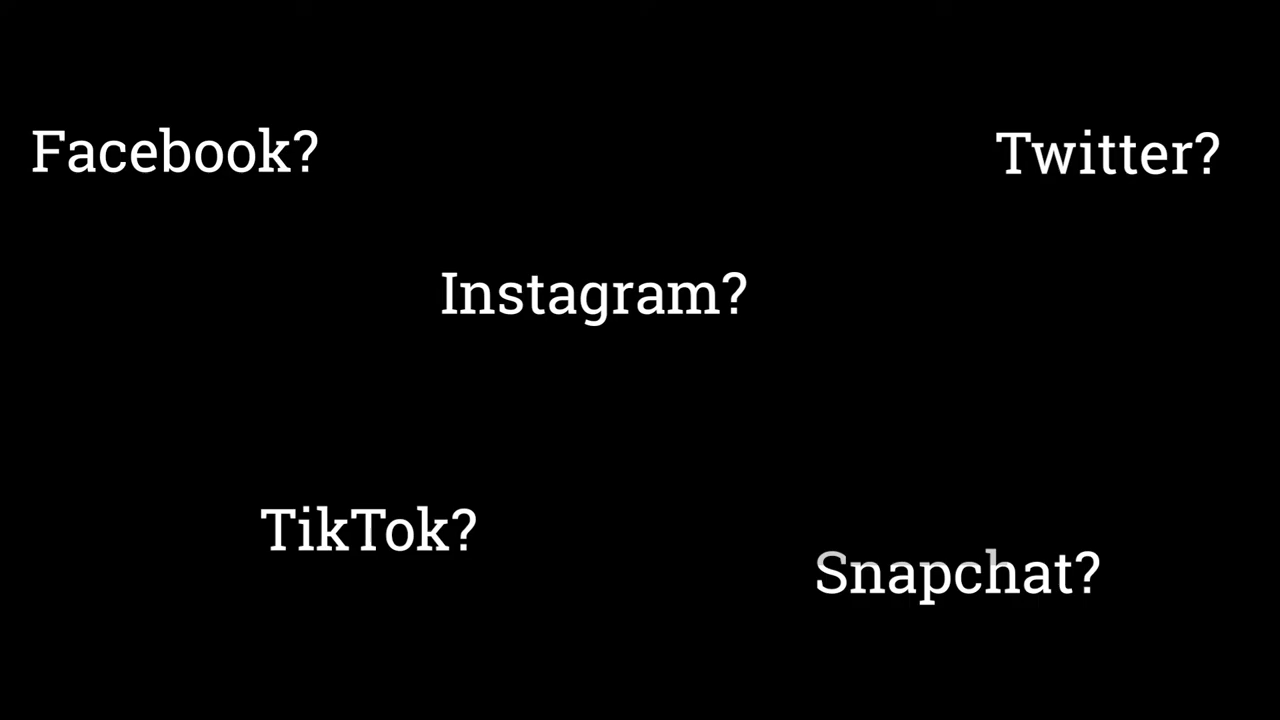 Facebook?
Twitter?
Instagram?
TikTok?
Snapchat?